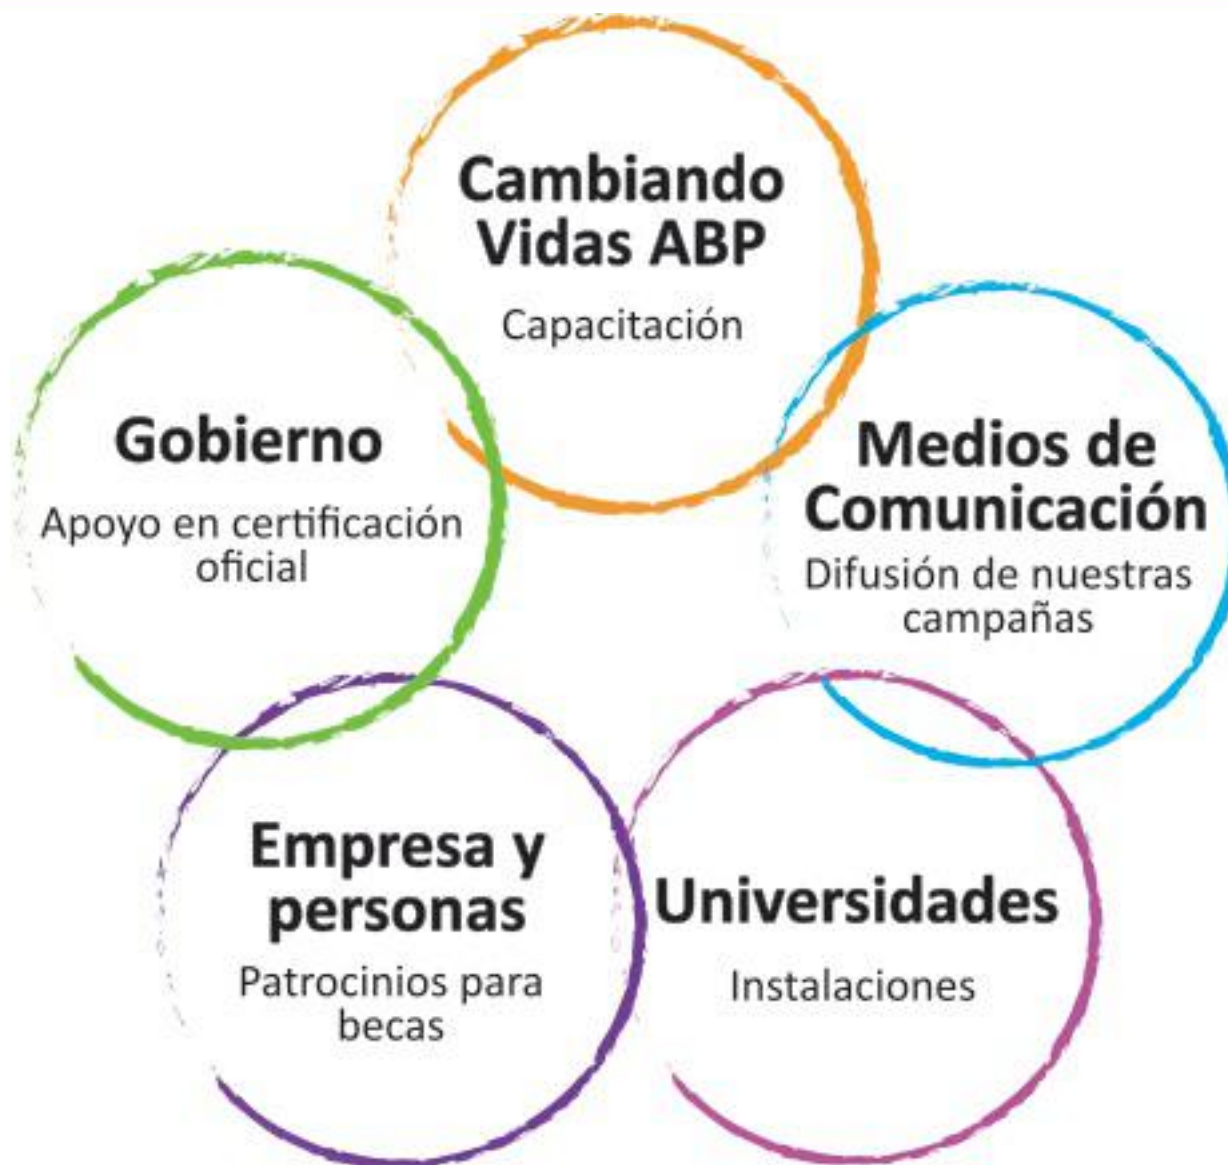 Cambiando
Vidas ABP
Capacitación
Gobierno
Apoyo en certificación
oficial
Medios de
Comunicación
Difusión de nuestras
campañas
Empresa y
personas
Patrocinios para
becas
Universidades
Instalaciones